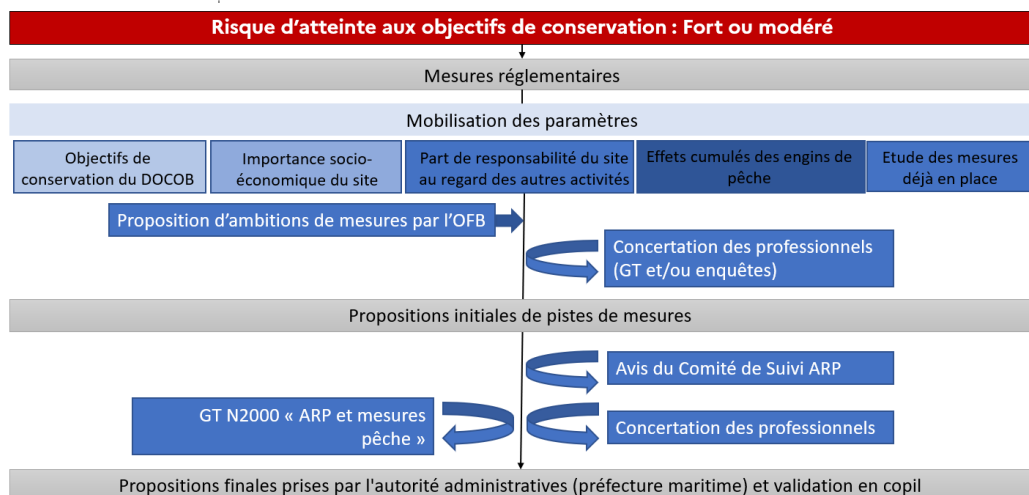 Risque d’atteinte aux objectifs de conservation : Fort ou modéré
Mesures réglementaires
Mobilisation des paramètres
Objectifs de
conservation du DOCOB
Importance socio-
économique du site
Part de responsabilité du site
au regard des autres activités
Effets cumulés des engins de
pêche
Etude des mesures
déjà en place
Proposition d’ambitions de mesures par l’OFB
Concertation des professionnels
(GT et/ou enquêtes)
Propositions initiales de pistes de mesures
Avis du Comité de Suivi ARP
GT N2000 « ARP et mesures
pêche »
Concertation des professionnels
Propositions finales prises par l'autorité administratives (préfecture maritime) et validation en copil